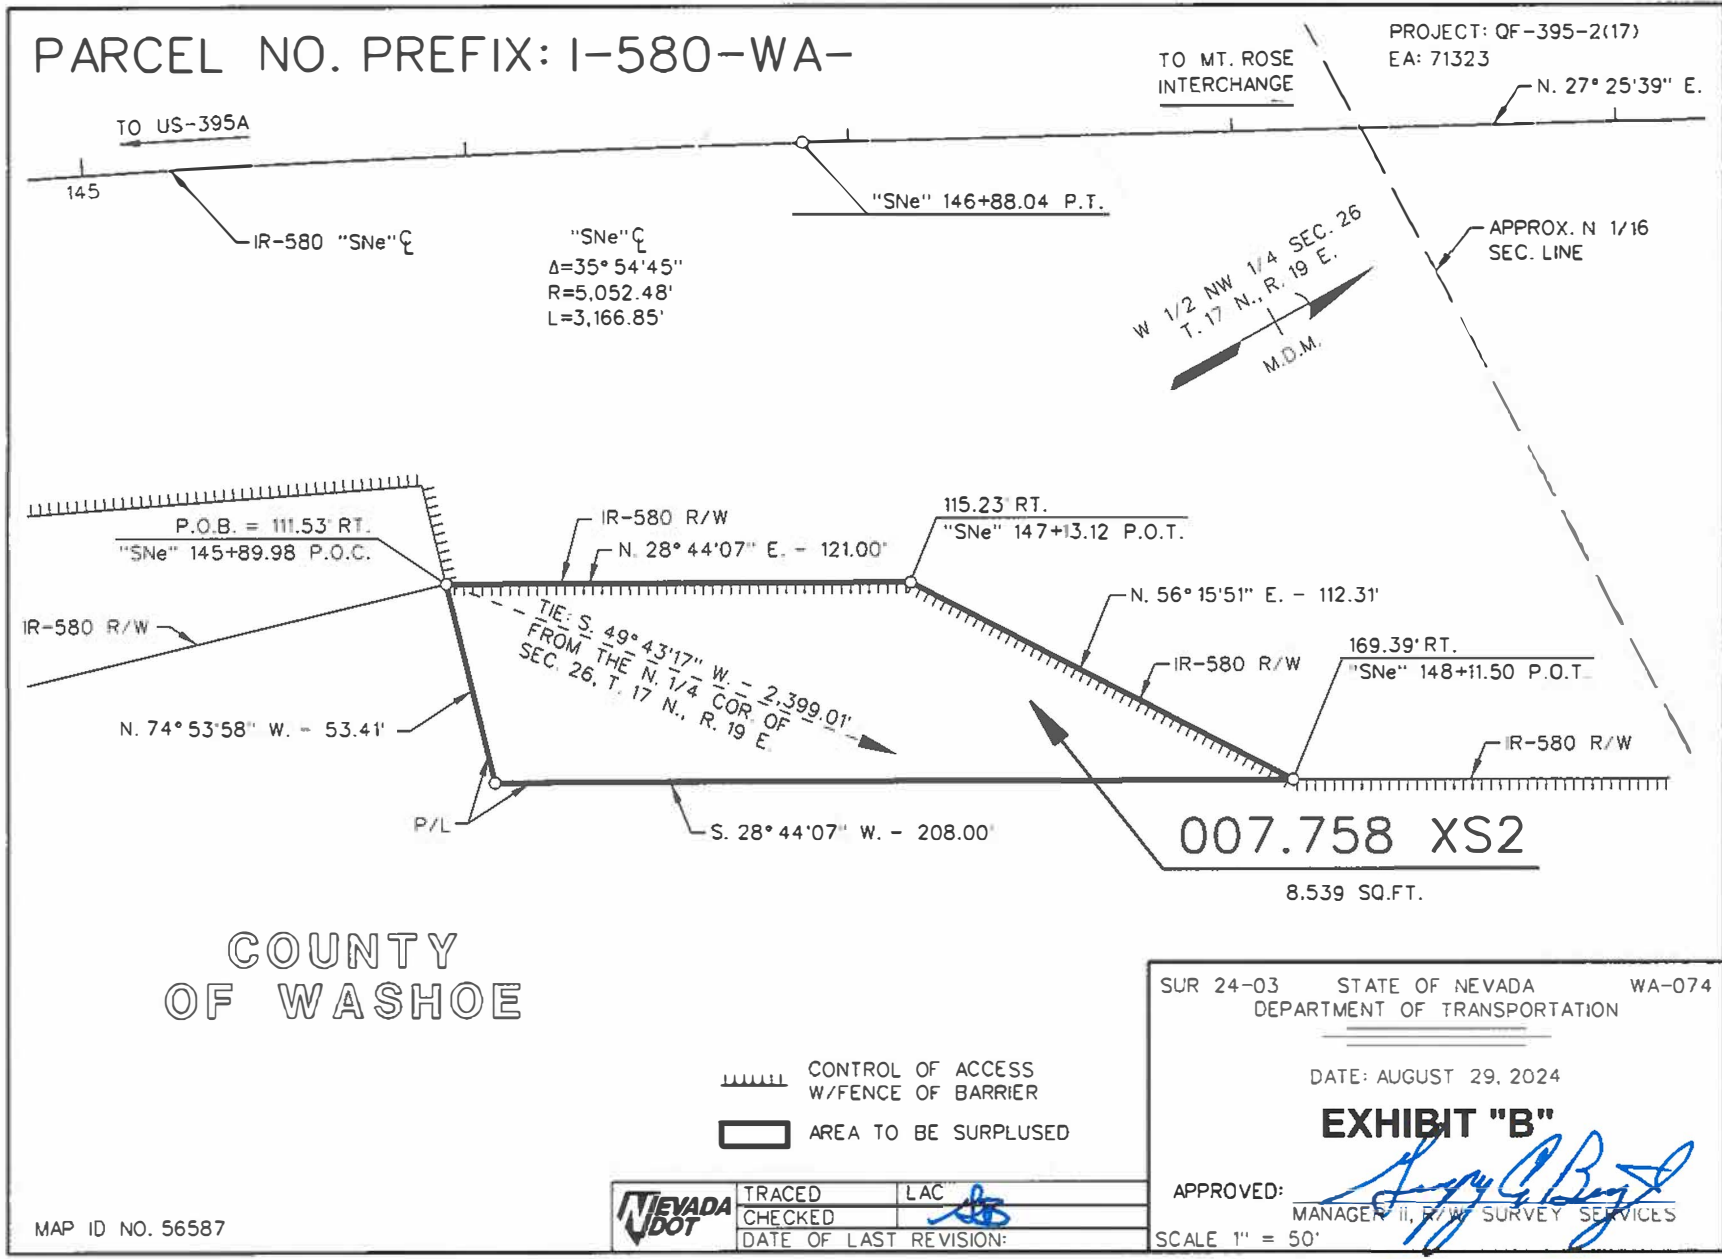 PARCEL NO. PREFIX: I-580-WA-
PROJECT: QF-395-2(17)
EA: 71323
TO MT. ROSE
INTERCHANGE
N. 27° 25'39" E.
TO US-395A
145
"SNe" 146+88.04 P.T.
IR-580 "SNe" ℄
"SNe" ℄
Δ=35° 54'45"
R=5,052.48'
L=3,166.85'
W 1/2 NW 1/4 SEC. 26
T. 17 N., R. 19 E.
M.D.M.
APPROX. N 1/16
SEC. LINE
P.O.B. = 111.53' RT.
"SNe" 145+89.98 P.O.C.
IR-580 R/W
N. 28° 44'07" E. - 121.00'
115.23' RT.
"SNe" 147+13.12 P.O.T.
N. 56° 15'51" E. - 112.31'
IR-580 R/W
IR-580 R/W
169.39' RT.
"SNe" 148+11.50 P.O.T.
TIE: S. 49° 43'17" W. - 2,399.01'
FROM THE N. 1/4 COR. OF
SEC. 26, T. 17 N., R. 19 E.
N. 74° 53'58" W. - 53.41'
IR-580 R/W
P/L
S. 28° 44'07" W. - 208.00'
007.758 XS2
8,539 SQ.FT.
COUNTY
OF WASHOE
CONTROL OF ACCESS
W/FENCE OF BARRIER
AREA TO BE SURPLUSED
SUR 24-03 STATE OF NEVADA WA-074
DEPARTMENT OF TRANSPORTATION
DATE: AUGUST 29, 2024
EXHIBIT "B"
APPROVED:
MANAGER II, R/W SURVEY SERVICES
SCALE 1" = 50'
NEVADA
DOT
TRACED LAC
CHECKED
DATE OF LAST REVISION:
MAP ID NO. 56587